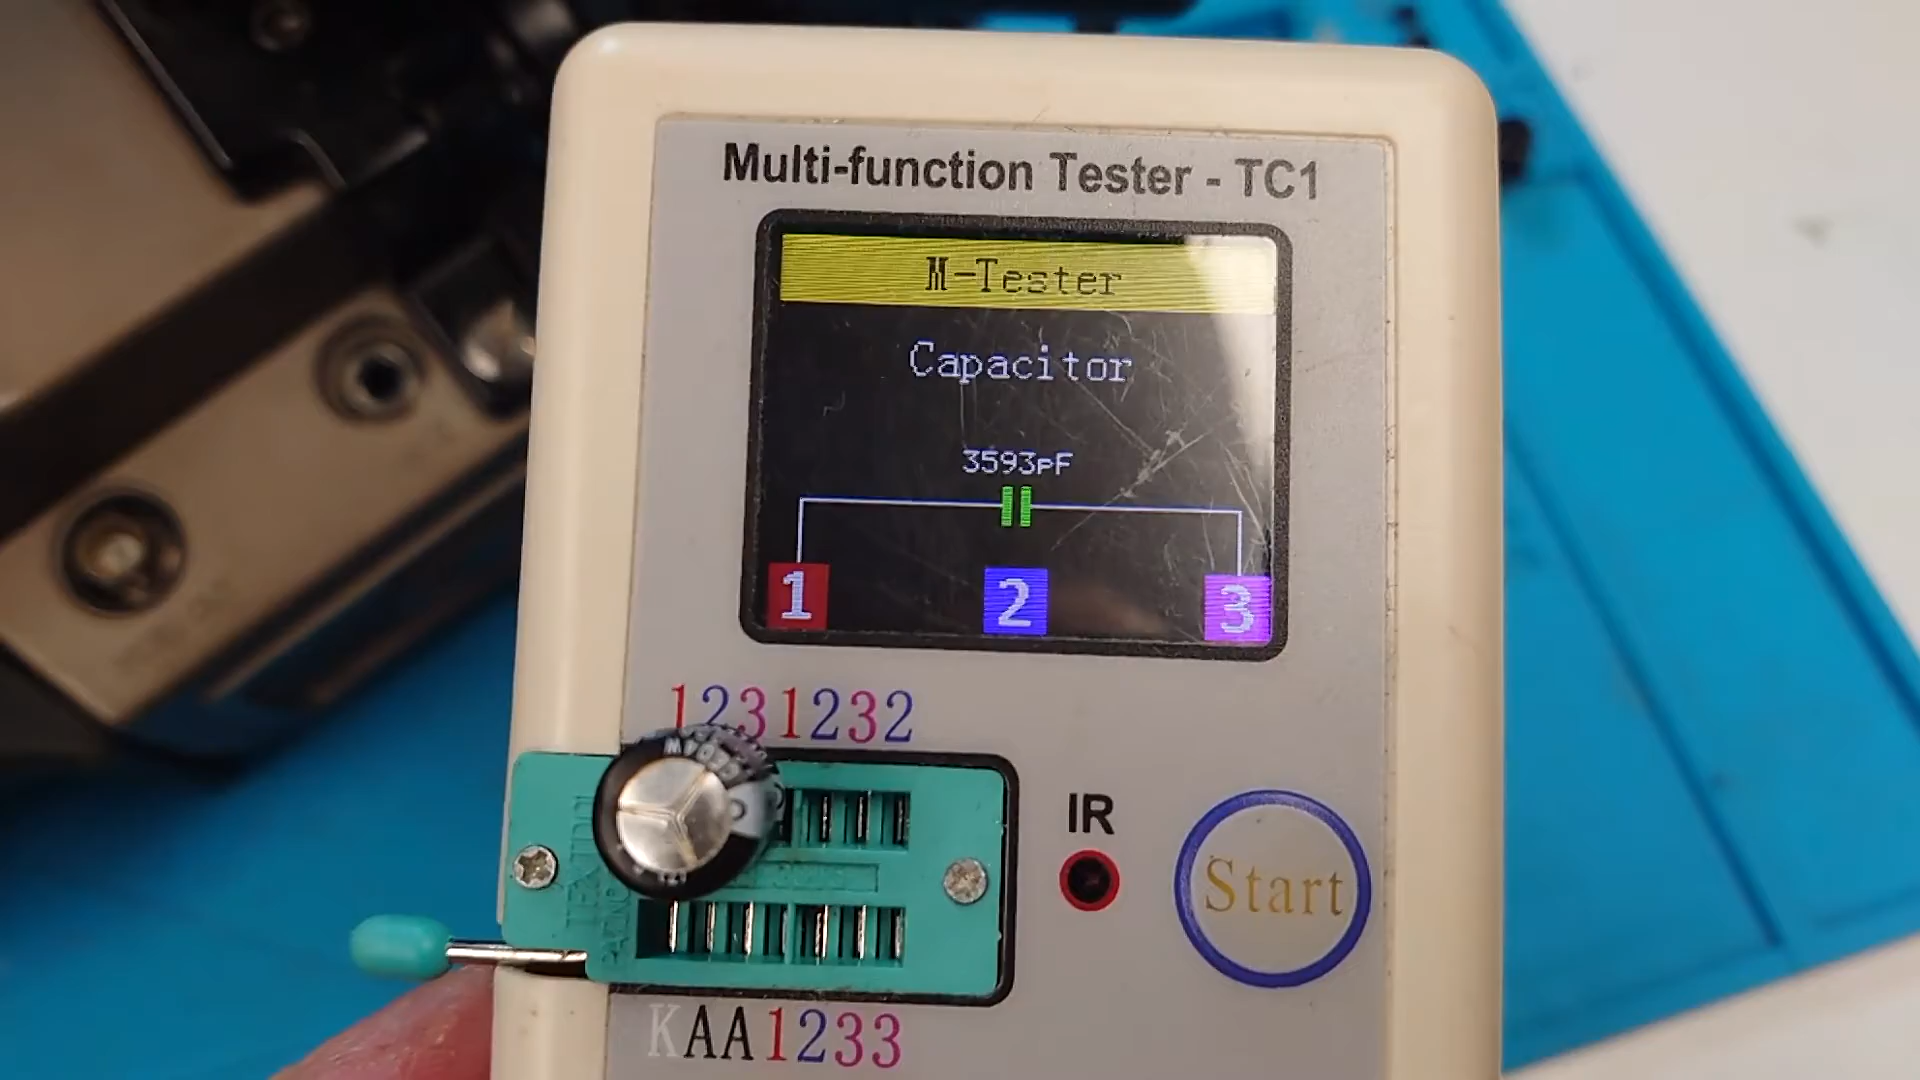 Multi-function Tester - TC1
M-Tester
Capacitor
3593pF
1 2 3
1231232
IR
Start
KAA1233